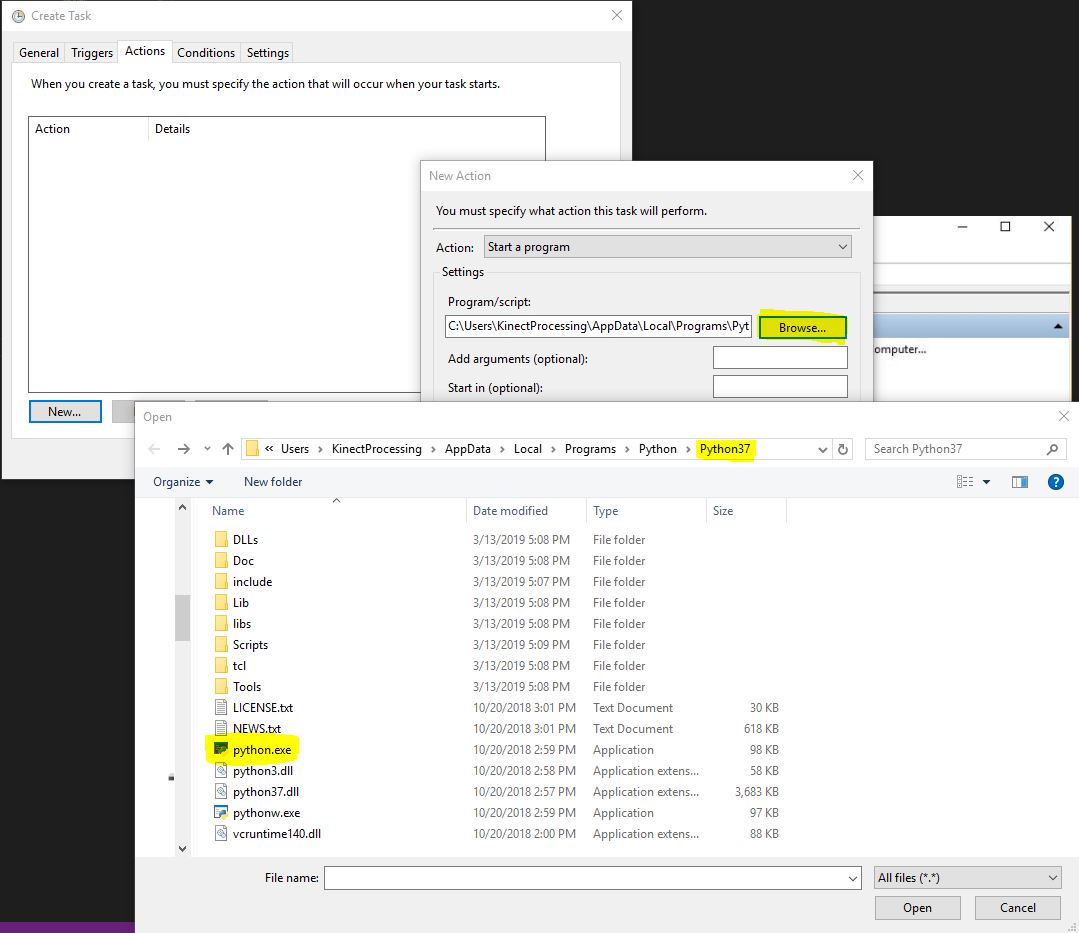 Create Task
General Triggers Actions Conditions Settings
When you create a task, you must specify the action that will occur when your task starts.
Action Details
New...
New Action
You must specify what action this task will perform.
Action: Start a program
Settings
Program/script:
C:\Users\KinectProcessing\AppData\Local\Programs\Pyt Browse...
Add arguments (optional):
Start in (optional):
omputer...
Open
« Users › KinectProcessing › AppData › Local › Programs › Python › Python37 Search Python37
Organize New folder
Name Date modified Type Size
DLLs 3/13/2019 5:08 PM File folder
Doc 3/13/2019 5:08 PM File folder
include 3/13/2019 5:07 PM File folder
Lib 3/13/2019 5:08 PM File folder
libs 3/13/2019 5:08 PM File folder
Scripts 3/13/2019 5:09 PM File folder
tcl 3/13/2019 5:08 PM File folder
Tools 3/13/2019 5:08 PM File folder
LICENSE.txt 10/20/2018 3:01 PM Text Document 30 KB
NEWS.txt 10/20/2018 3:01 PM Text Document 618 KB
python.exe 10/20/2018 2:59 PM Application 98 KB
python3.dll 10/20/2018 2:58 PM Application extens... 58 KB
python37.dll 10/20/2018 2:57 PM Application extens... 3,683 KB
pythonw.exe 10/20/2018 2:59 PM Application 97 KB
vcruntime140.dll 10/20/2018 2:00 PM Application extens... 88 KB
File name: All files (*.*)
Open Cancel